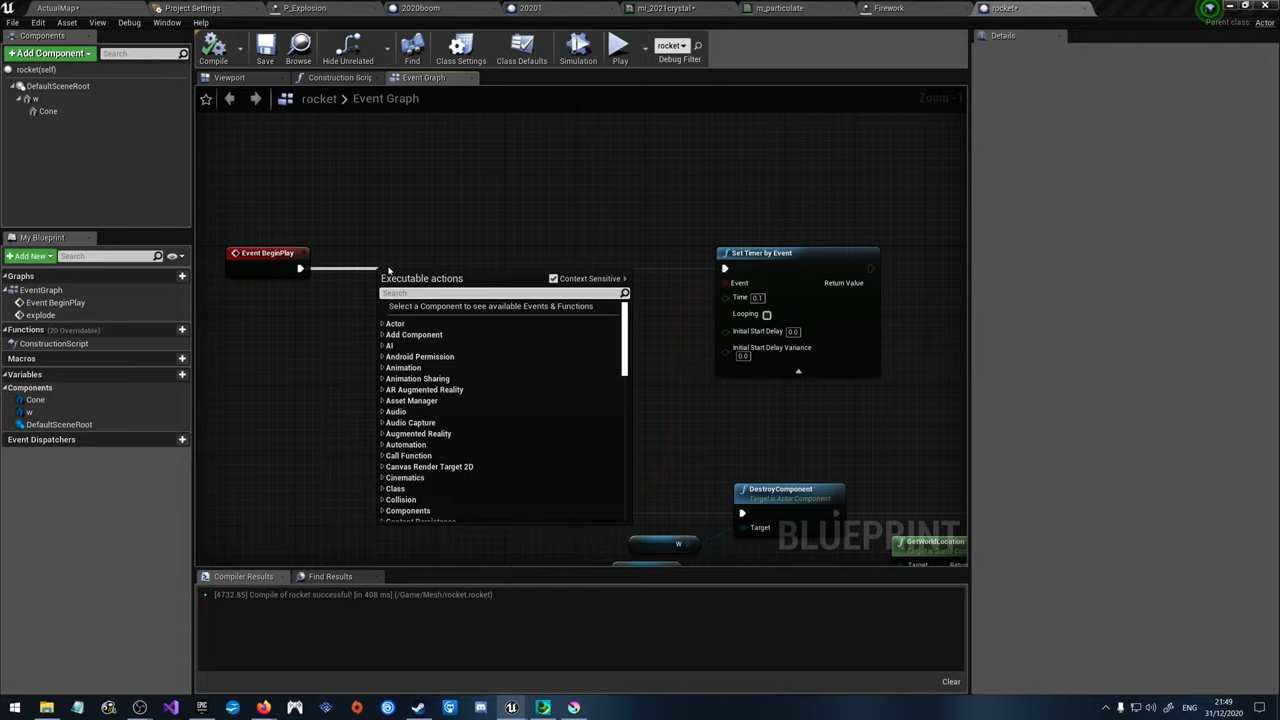 ActualMap*
Project Settings
P_Explosion
2020boom
20201
mi_2021crystal*
m_particulate
Firework
rocket*
File
Edit
Asset
View
Debug
Window
Help
Parent class: Actor
Components
+ Add Component
Search
rocket(self)
DefaultSceneRoot
w
Cone
Compile
Save
Browse
Hide Unrelated
Find
Class Settings
Class Defaults
Simulation
Play
rocket
Debug Filter
Details
Viewport
Construction Scrip
Event Graph
rocket > Event Graph
Zoom -1
Event BeginPlay
Executable actions
Context Sensitive
Search
Select a Component to see available Events & Functions
Actor
Add Component
AI
Android Permission
Animation
Animation Sharing
AR Augmented Reality
Asset Manager
Audio
Audio Capture
Augmented Reality
Automation
Call Function
Canvas Render Target 2D
Cinematics
Class
Collision
Components
Content Persistence
Set Timer by Event
Event
Return Value
Time 0.1
Looping
Initial Start Delay 0.0
Initial Start Delay Variance
0.0
DestroyComponent
Target is Actor Component
Target
W
BLUEPRINT
GetWorldLocation
My Blueprint
+ Add New
Search
Graphs
EventGraph
Event BeginPlay
explode
Functions (20 Overridable)
ConstructionScript
Macros
Variables
Components
Cone
w
DefaultSceneRoot
Event Dispatchers
Compiler Results
Find Results
[4732.85] Compile of rocket successful! [in 408 ms] (/Game/Mesh/rocket.rocket)
Clear
ENG
21:49
31/12/2020